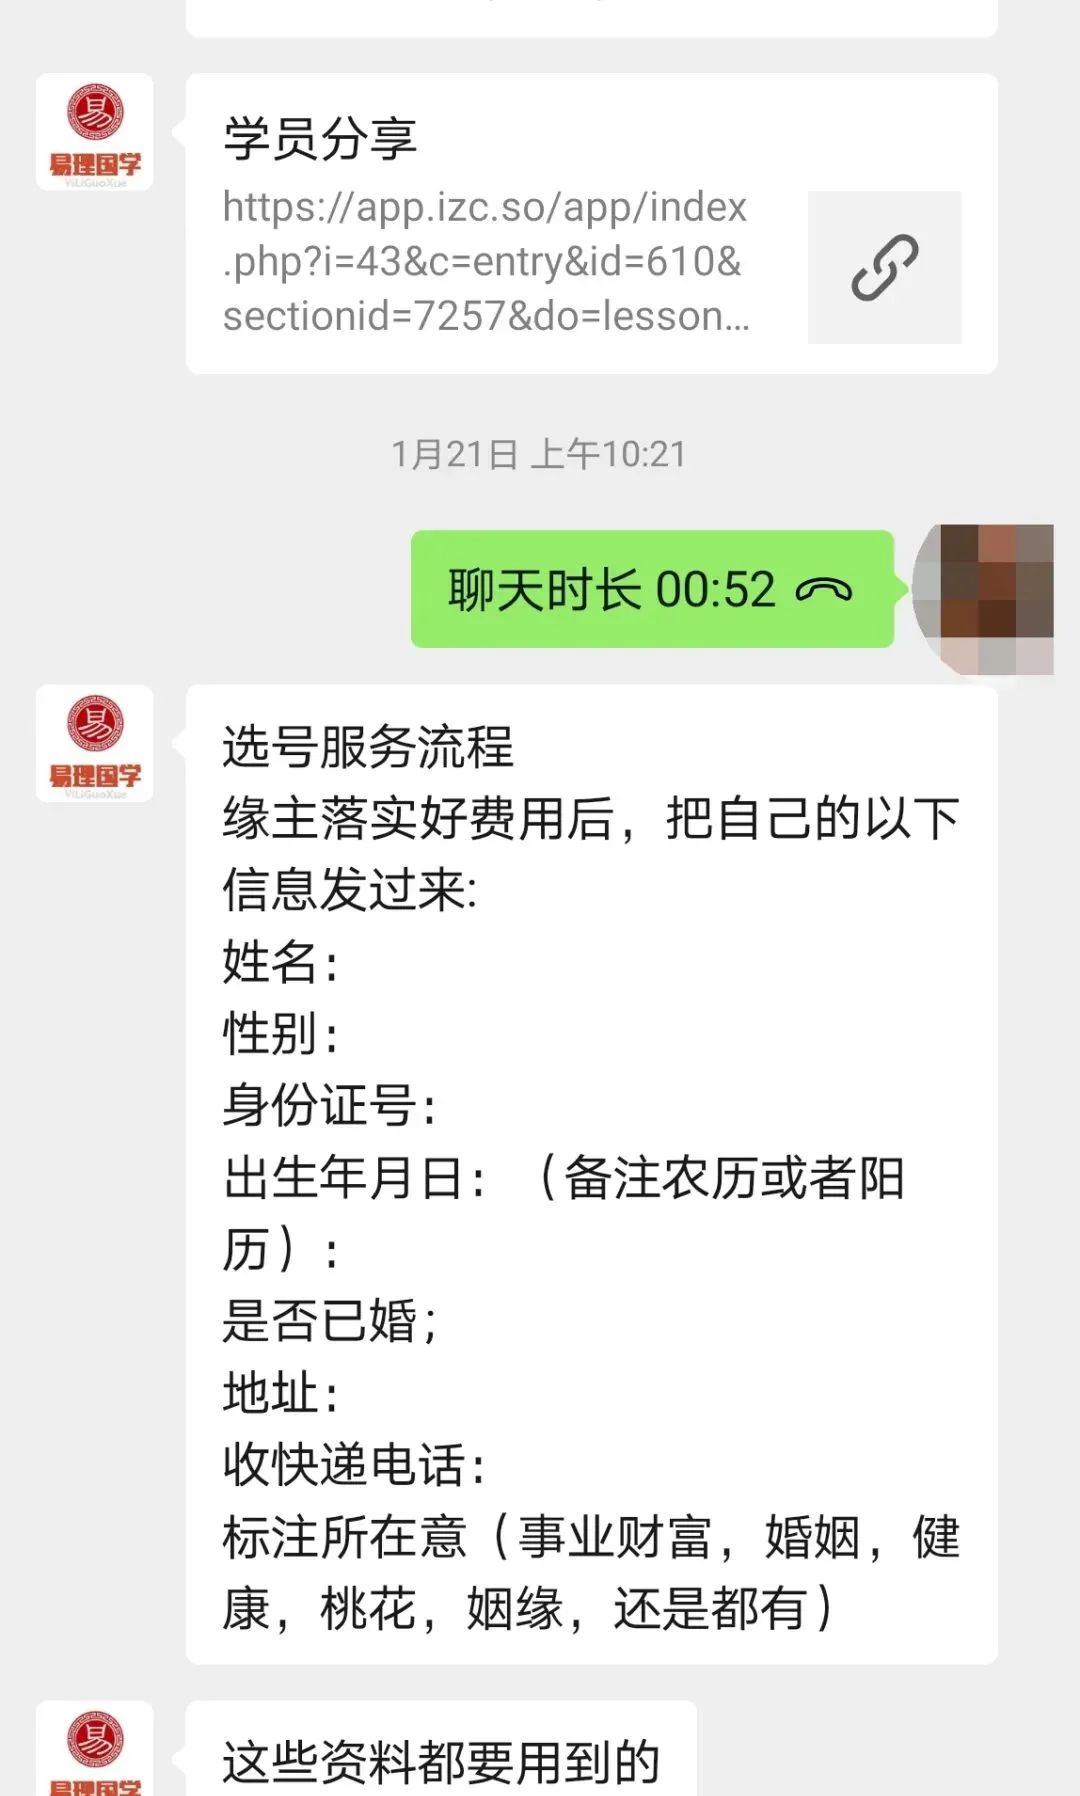 易
易理国学
YiLiGuoXue
学员分享
https://app.izc.so/app/index
.php?i=43&c=entry&id=610&
sectionid=7257&do=lesson...
1月21日 上午10:21
聊天时长 00:52
易
易理国学
YiLiGuoXue
选号服务流程
缘主落实好费用后，把自己的以下
信息发过来:
姓名：
性别：
身份证号：
出生年月日：（备注农历或者阳
历）：
是否已婚；
地址：
收快递电话：
标注所在意（事业财富，婚姻，健
康，桃花，姻缘，还是都有）
易
易理国学
这些资料都要用到的